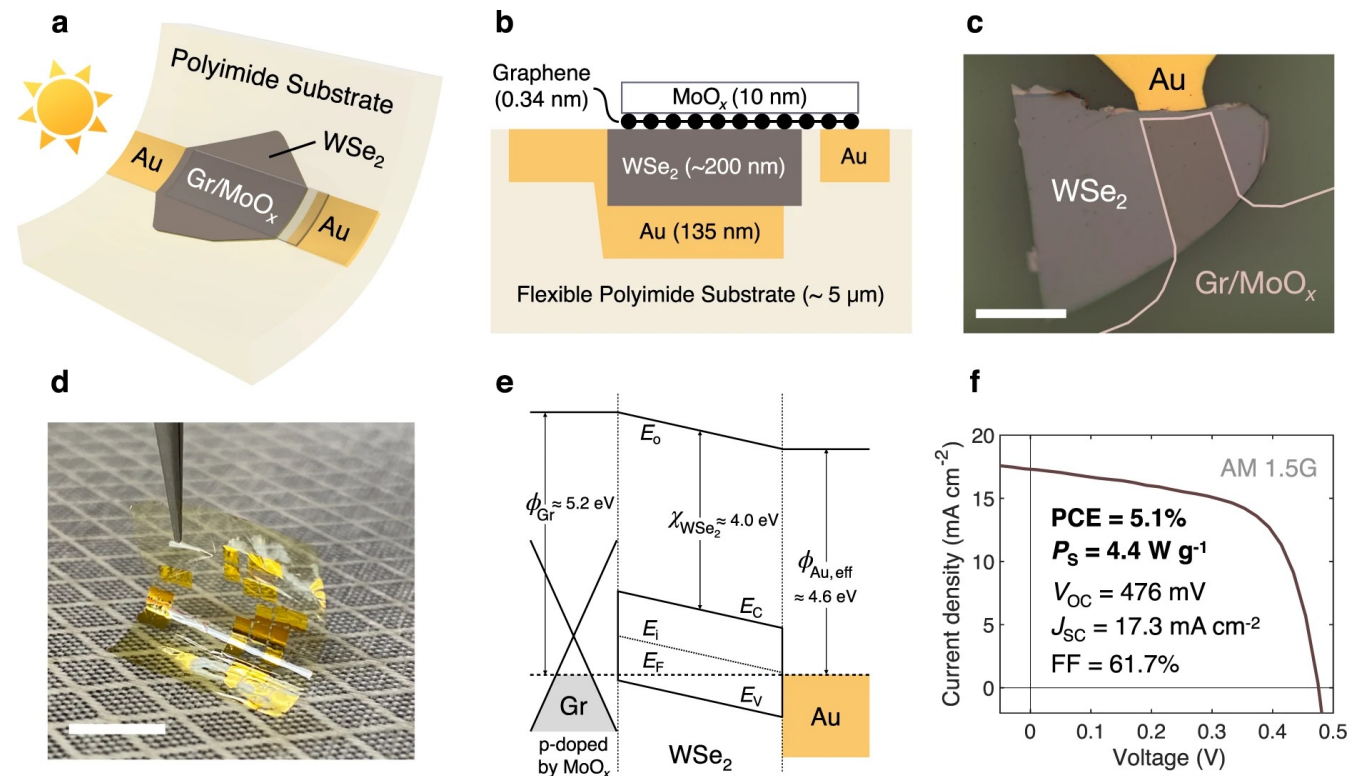 a
Polyimide Substrate
WSe₂
Au
Gr/MoOₓ
Au
b
Graphene
(0.34 nm)
MoOₓ (10 nm)
WSe₂ (~200 nm)
Au
Au (135 nm)
Flexible Polyimide Substrate (~ 5 µm)
c
Au
WSe₂
Gr/MoOₓ
d
e
E₀
ϕGr ≈ 5.2 eV
χWSe₂ ≈ 4.0 eV
ϕAu, eff
≈ 4.6 eV
EC
Ei
EF
EV
Gr
Au
p-doped
by MoOₓ
WSe₂
f
Current density (mA cm⁻²)
20
15
10
5
0
AM 1.5G
PCE = 5.1%
PS = 4.4 W g⁻¹
VOC = 476 mV
JSC = 17.3 mA cm⁻²
FF = 61.7%
0 0.1 0.2 0.3 0.4 0.5
Voltage (V)